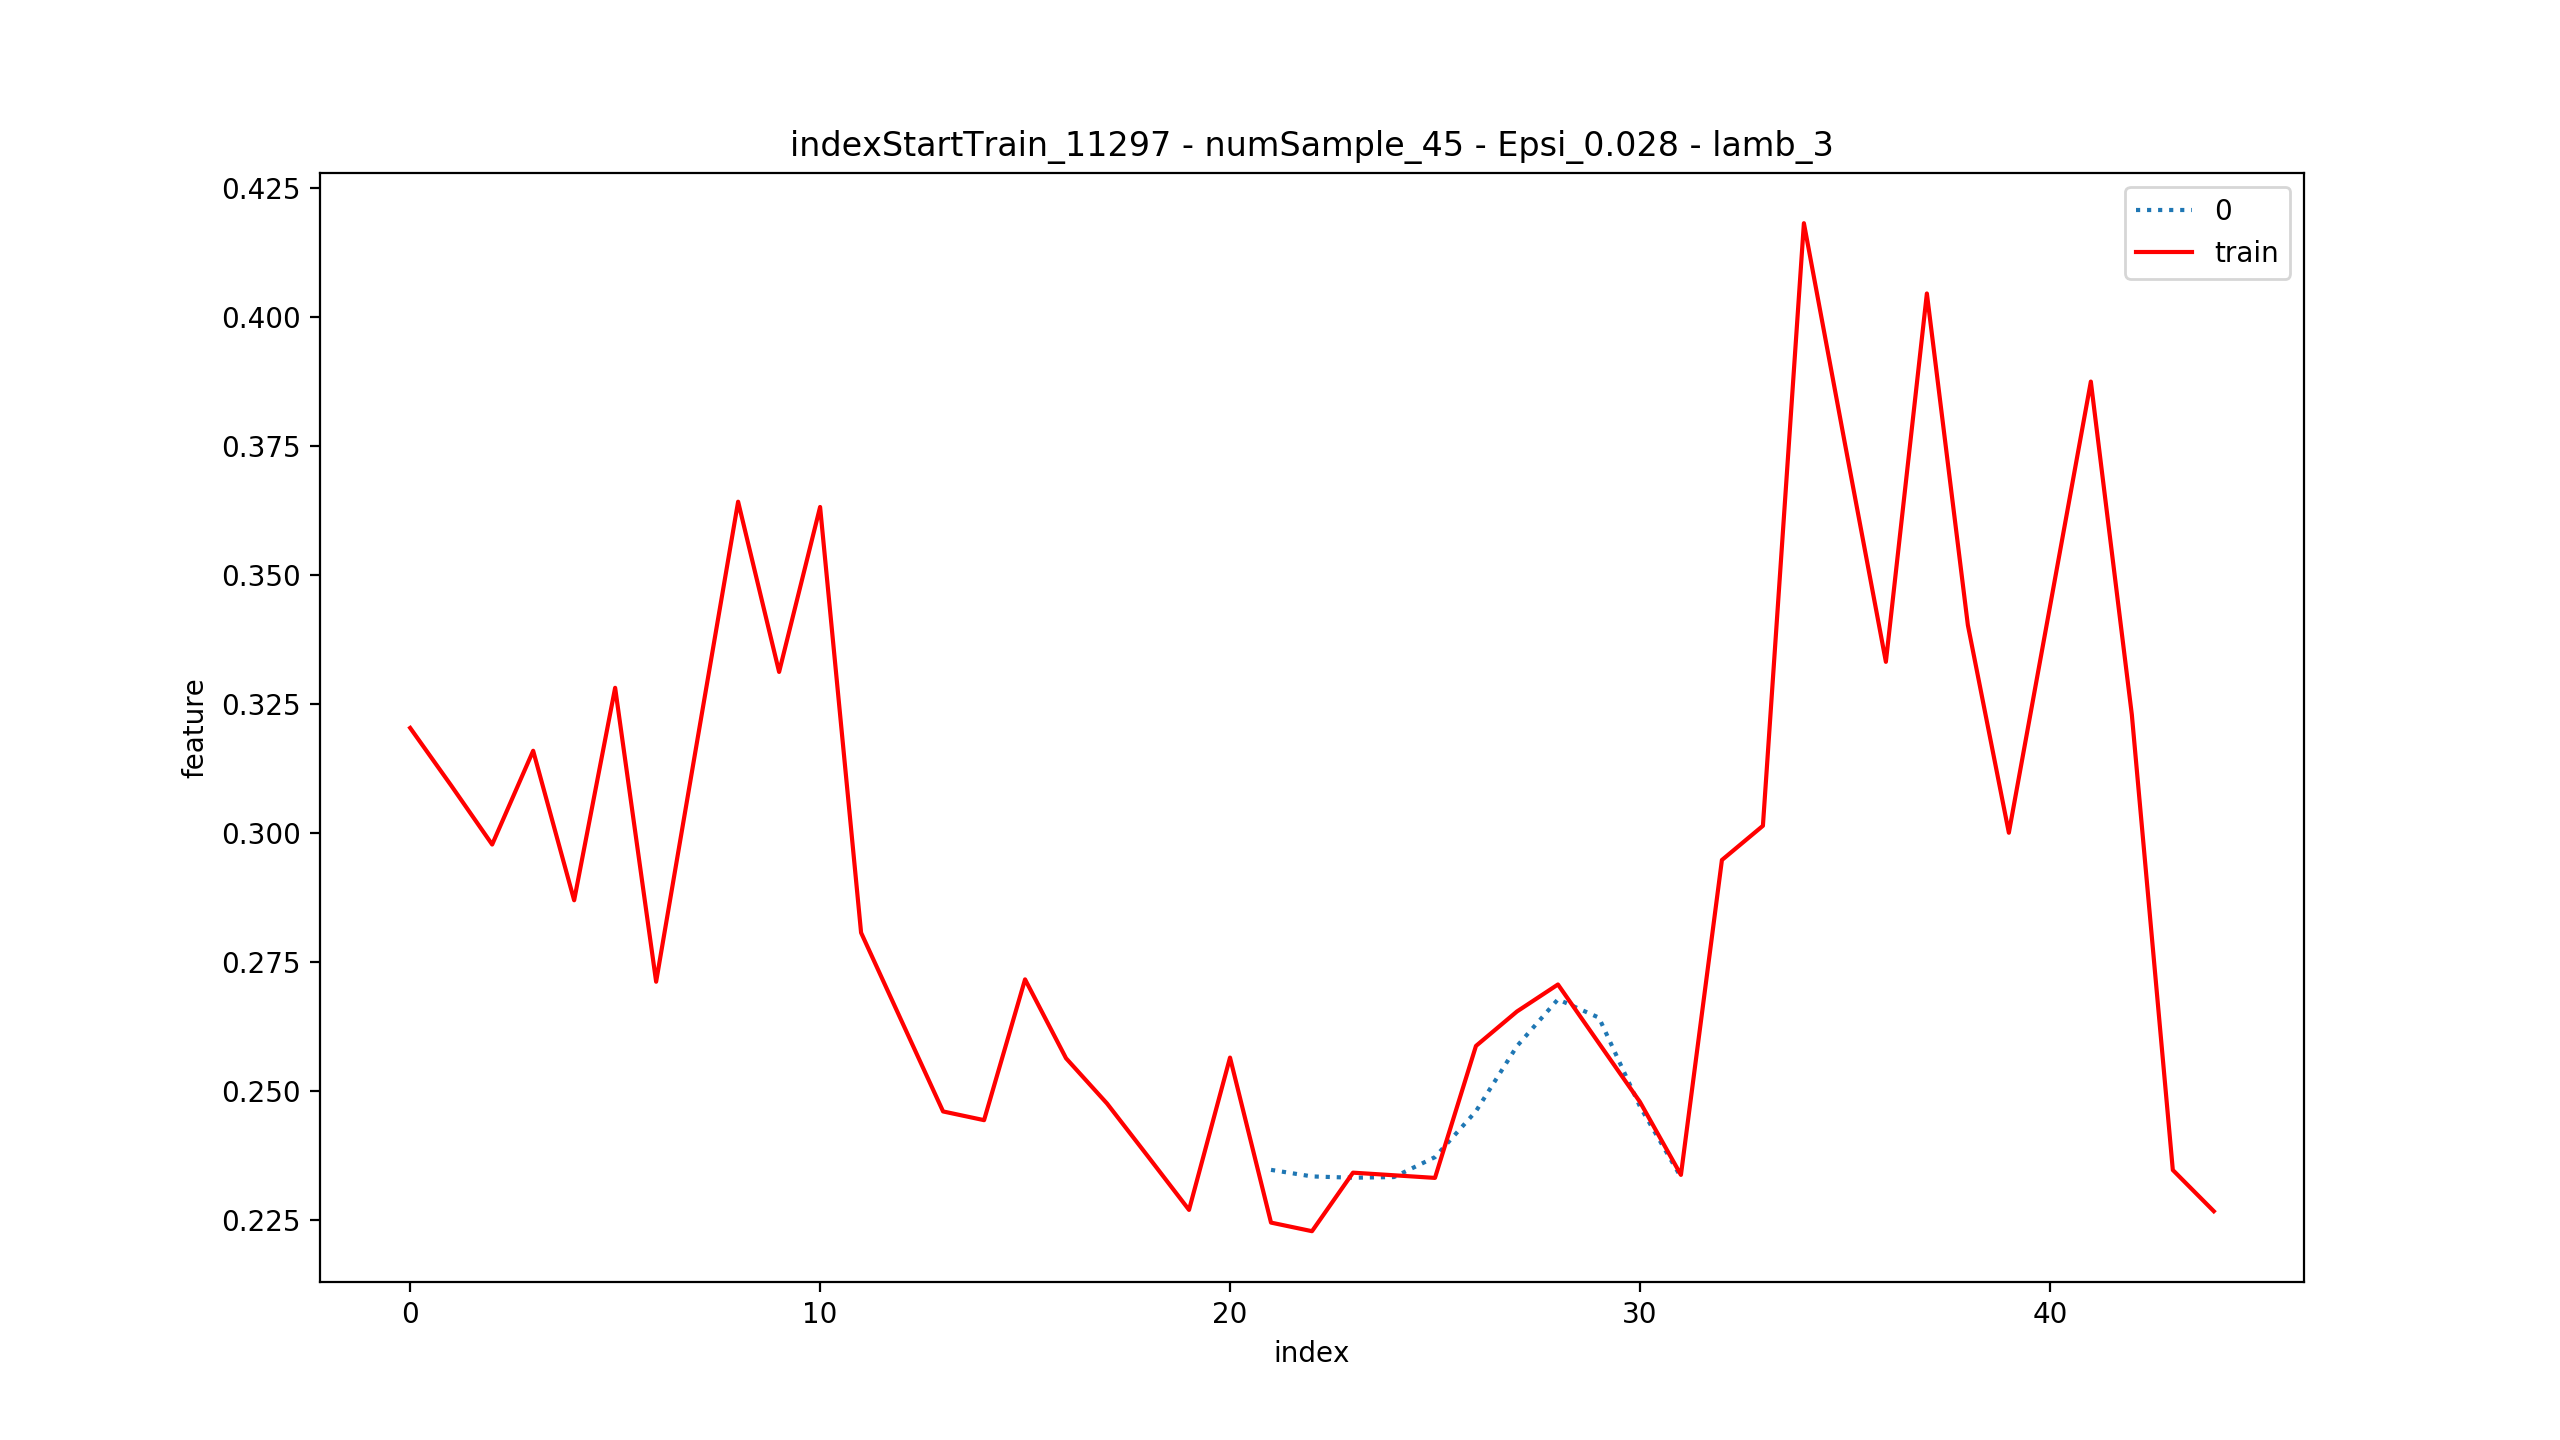 indexStartTrain_11297 - numSample_45 - Epsi_0.028 - lamb_3
0
train
0.425
0.400
0.375
0.350
0.325
0.300
0.275
0.250
0.225
feature
0 10 20 30 40
index